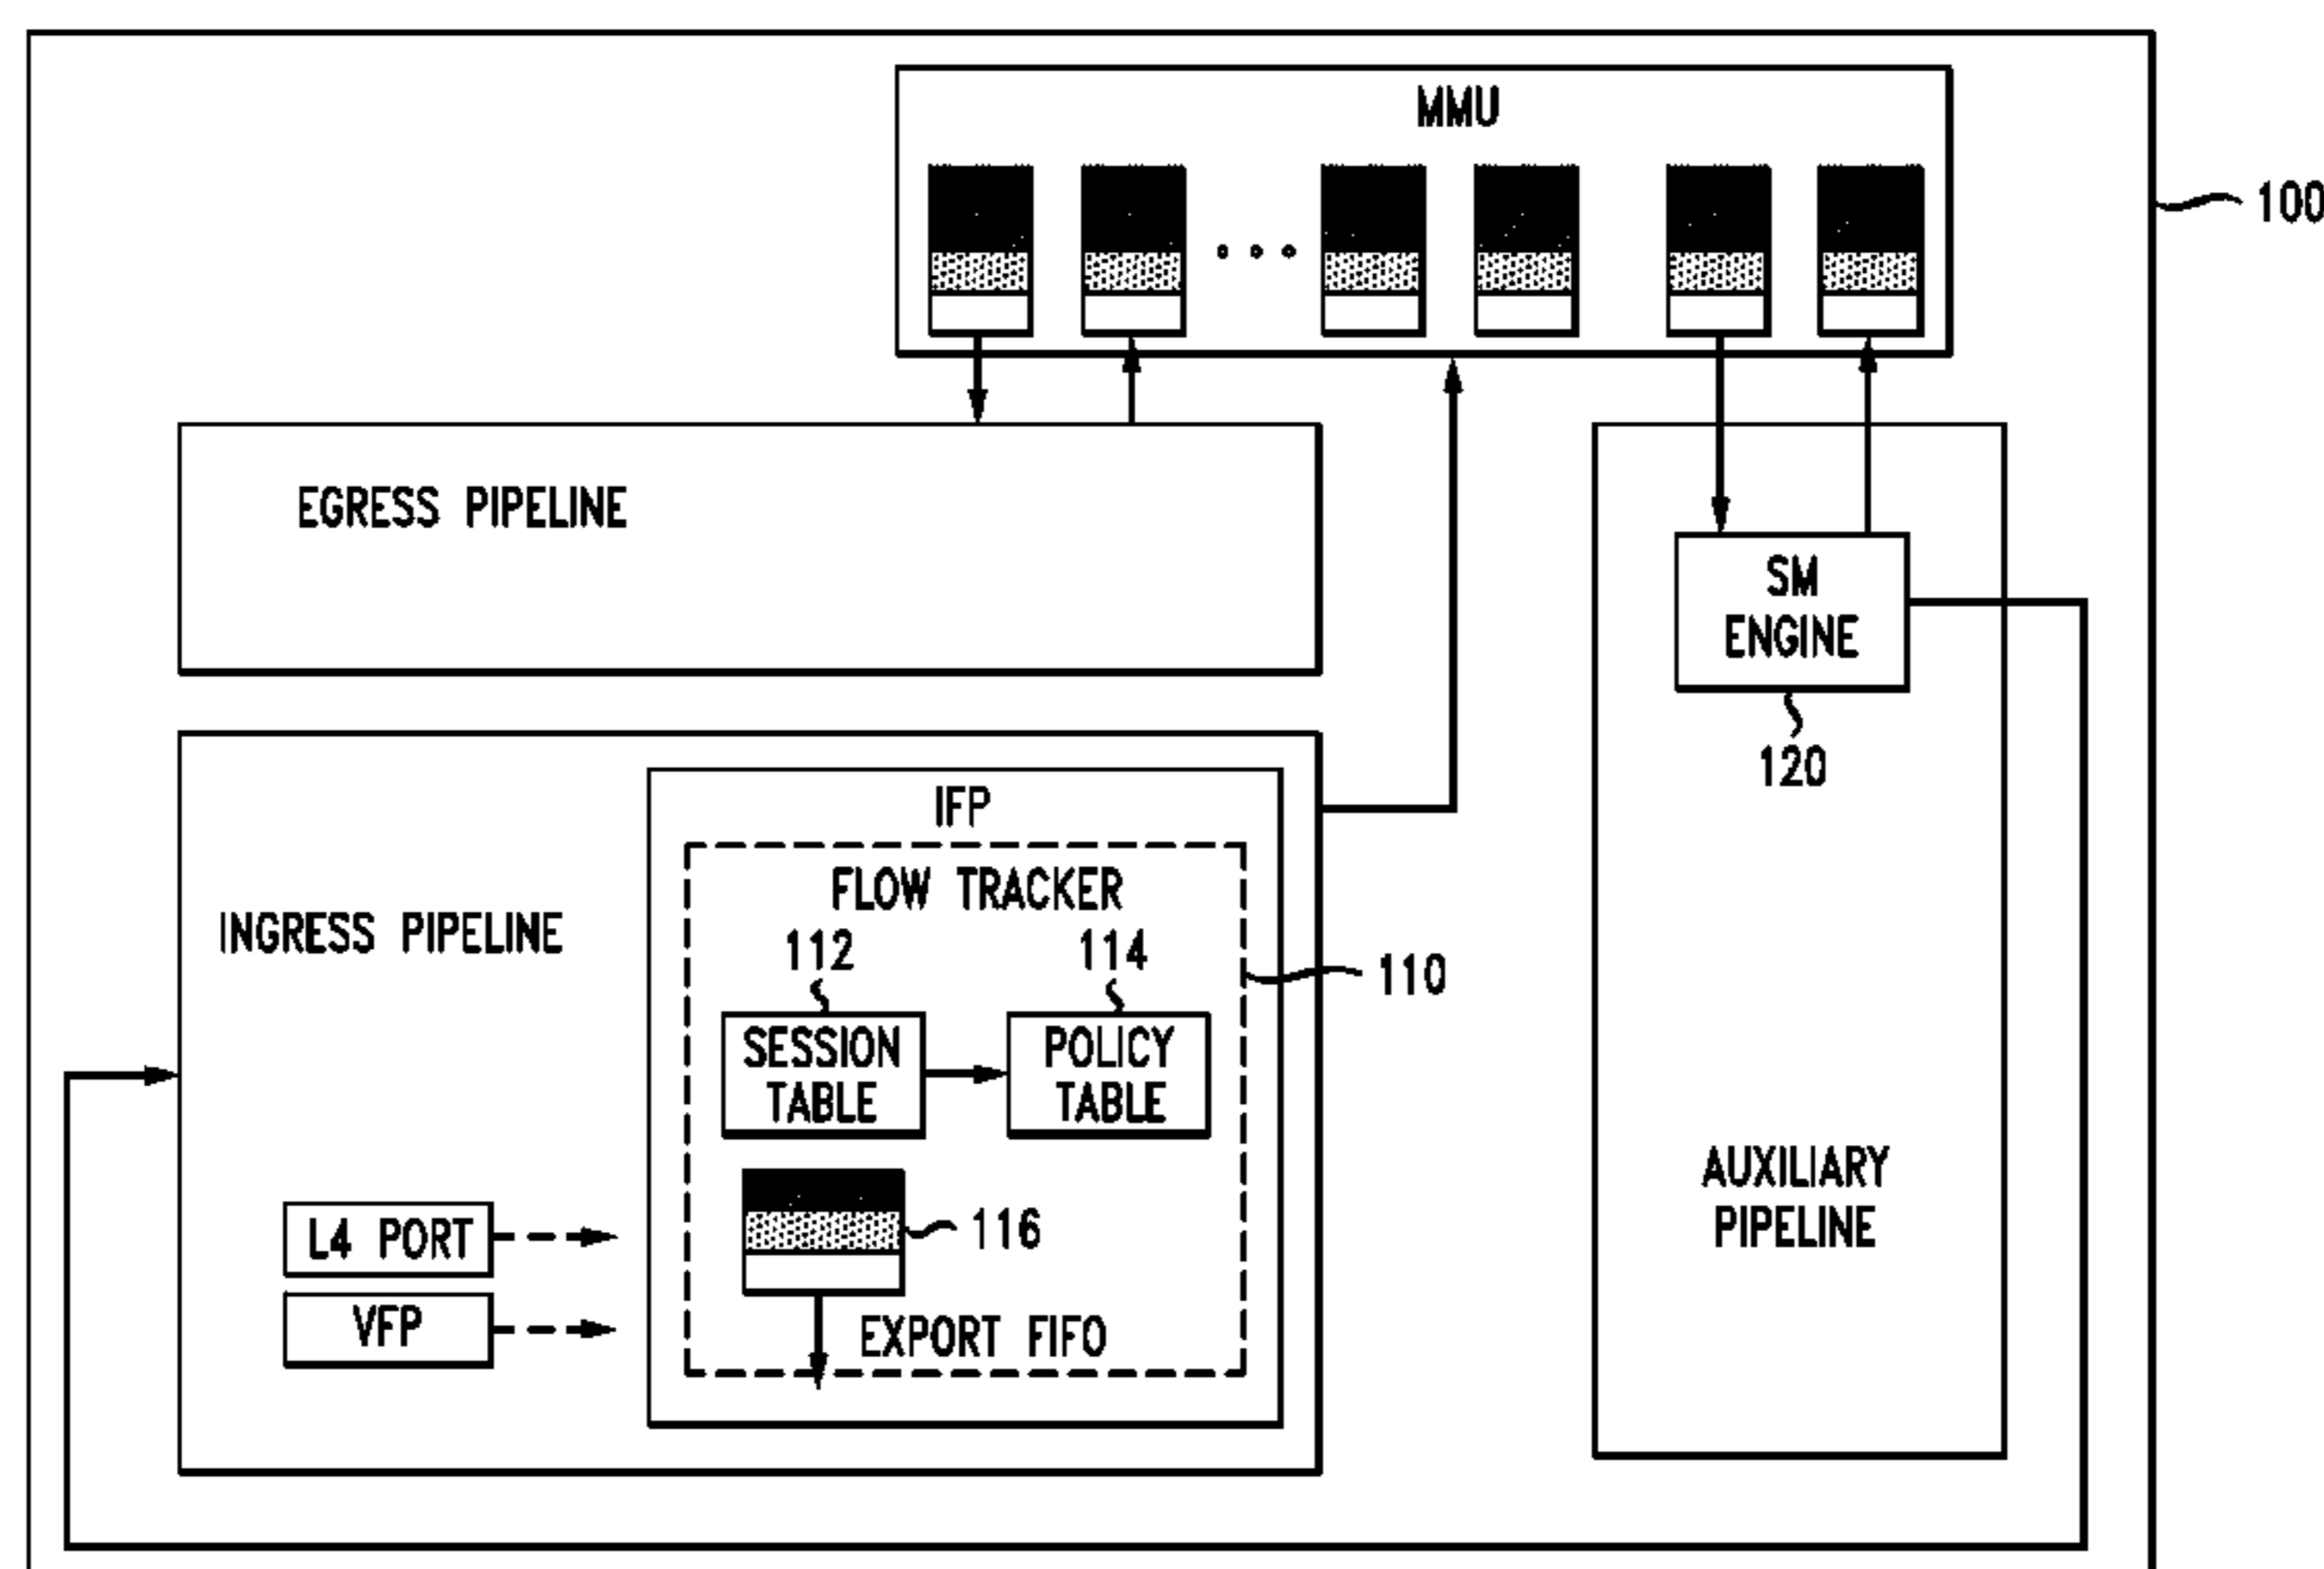 MMU
100
EGRESS PIPELINE
SM
ENGINE
120
IFP
FLOW TRACKER
INGRESS PIPELINE
112
114
110
SESSION
TABLE
POLICY
TABLE
AUXILIARY
PIPELINE
L4 PORT
116
VFP
EXPORT FIFO